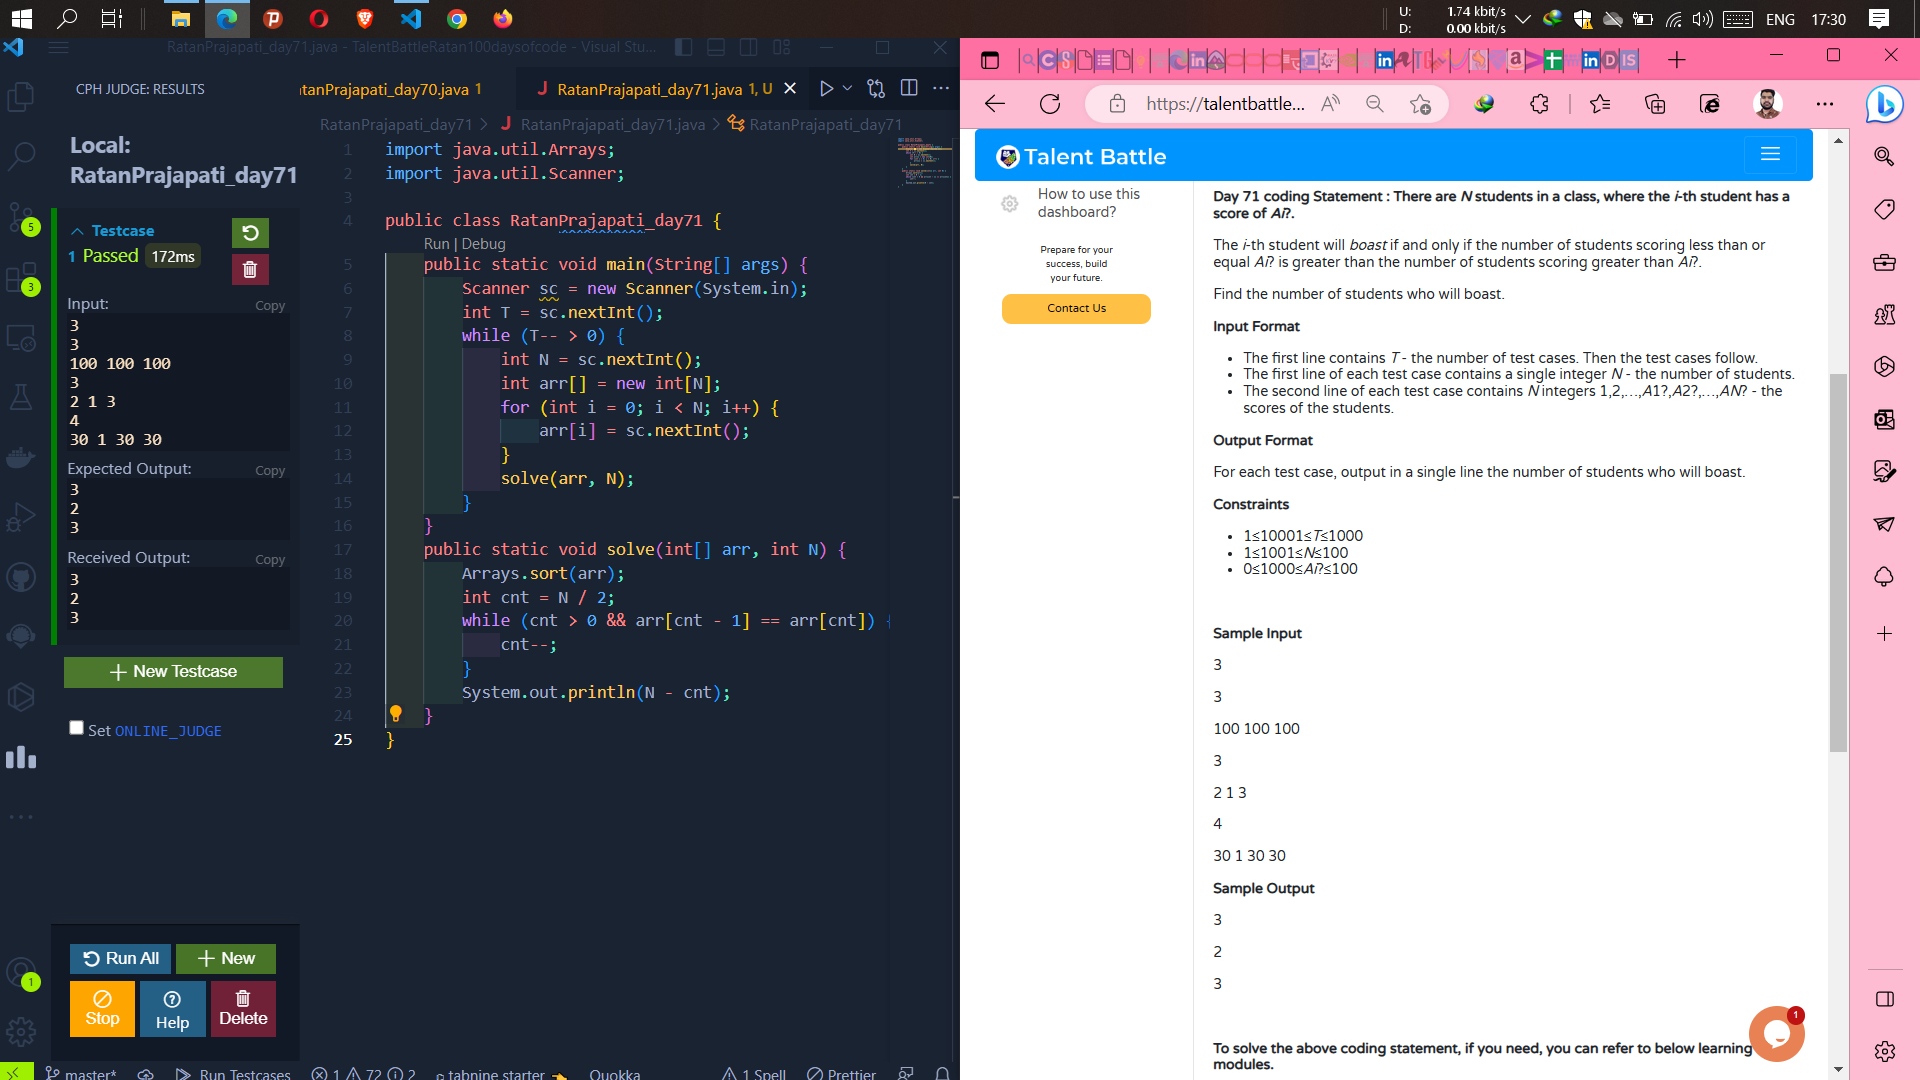 U: 1.74 kbit/s
D: 0.00 kbit/s
ENG 17:30
RatanPrajapati_day71.java - TalentBattleRatan100daysofcode - Visual Stu...
CPH JUDGE: RESULTS
atanPrajapati_day70.java 1
J RatanPrajapati_day71.java 1, U
RatanPrajapati_day71 > J RatanPrajapati_day71.java > RatanPrajapati_day71
Local:
RatanPrajapati_day71
Testcase
1 Passed 172ms
Input: Copy
3
3
100 100 100
3
2 1 3
4
30 1 30 30
Expected Output: Copy
3
2
3
Received Output: Copy
3
2
3
New Testcase
Set ONLINE_JUDGE
Run All
New
Stop
Help
Delete
5
3
1
1 import java.util.Arrays;
2 import java.util.Scanner;
3
4 public class RatanPrajapati_day71 {
Run | Debug
5 public static void main(String[] args) {
6 Scanner sc = new Scanner(System.in);
7 int T = sc.nextInt();
8 while (T-- > 0) {
9 int N = sc.nextInt();
10 int arr[] = new int[N];
11 for (int i = 0; i < N; i++) {
12 arr[i] = sc.nextInt();
13 }
14 solve(arr, N);
15 }
16 }
17 public static void solve(int[] arr, int N) {
18 Arrays.sort(arr);
19 int cnt = N / 2;
20 while (cnt > 0 && arr[cnt - 1] == arr[cnt]) {
21 cnt--;
22 }
23 System.out.println(N - cnt);
24 }
25 }
master* Run Testcases 1 72 2 tabnine starter Quokka 1 Spell Prettier
https://talentbattle...
Talent Battle
How to use this
dashboard?
Prepare for your
success, build
your future.
Contact Us
Day 71 coding Statement : There are N students in a class, where the i-th student has a
score of Ai?.
The i-th student will boast if and only if the number of students scoring less than or
equal Ai? is greater than the number of students scoring greater than Ai?.
Find the number of students who will boast.
Input Format
• The first line contains T - the number of test cases. Then the test cases follow.
• The first line of each test case contains a single integer N - the number of students.
• The second line of each test case contains N integers 1,2,…,A1?,A2?,…,AN? - the
scores of the students.
Output Format
For each test case, output in a single line the number of students who will boast.
Constraints
• 1≤10001≤T≤1000
• 1≤1001≤N≤100
• 0≤1000≤Ai?≤100
Sample Input
3
3
100 100 100
3
2 1 3
4
30 1 30 30
Sample Output
3
2
3
To solve the above coding statement, if you need, you can refer to below learning
modules.
1